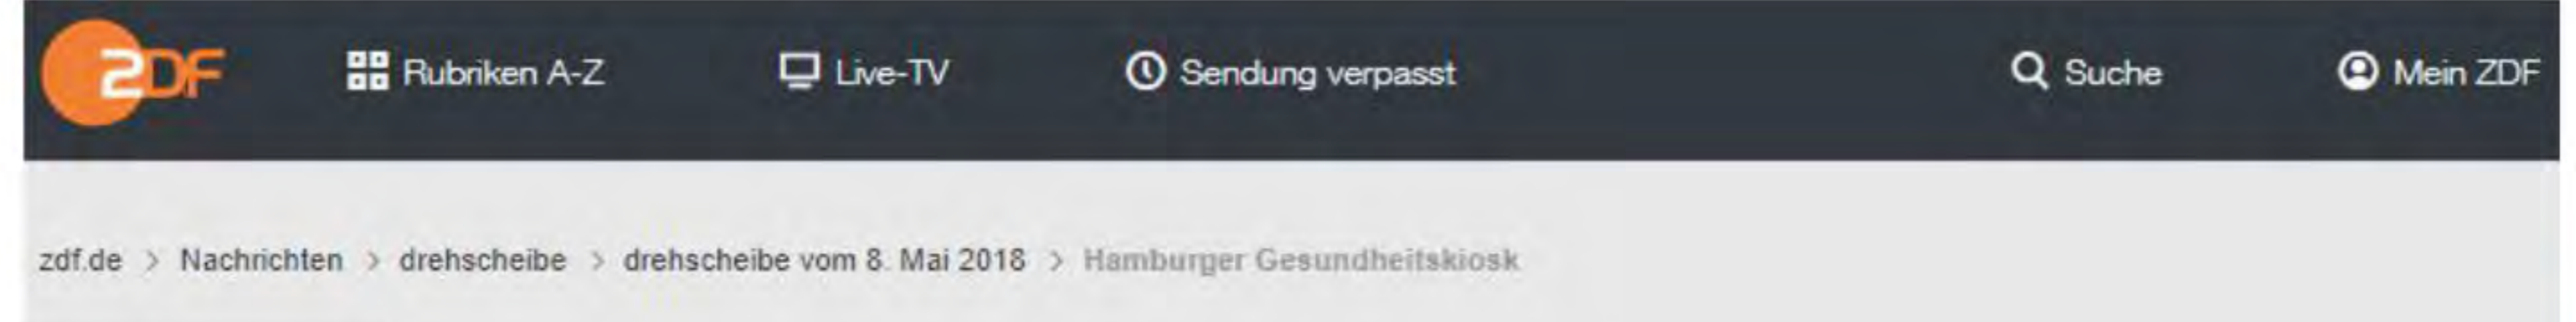 ZDF Rubriken A-Z Live-TV Sendung verpasst Suche Mein ZDF
zdf.de > Nachrichten > drehscheibe > drehscheibe vom 8. Mai 2018 > Hamburger Gesundheitskiosk